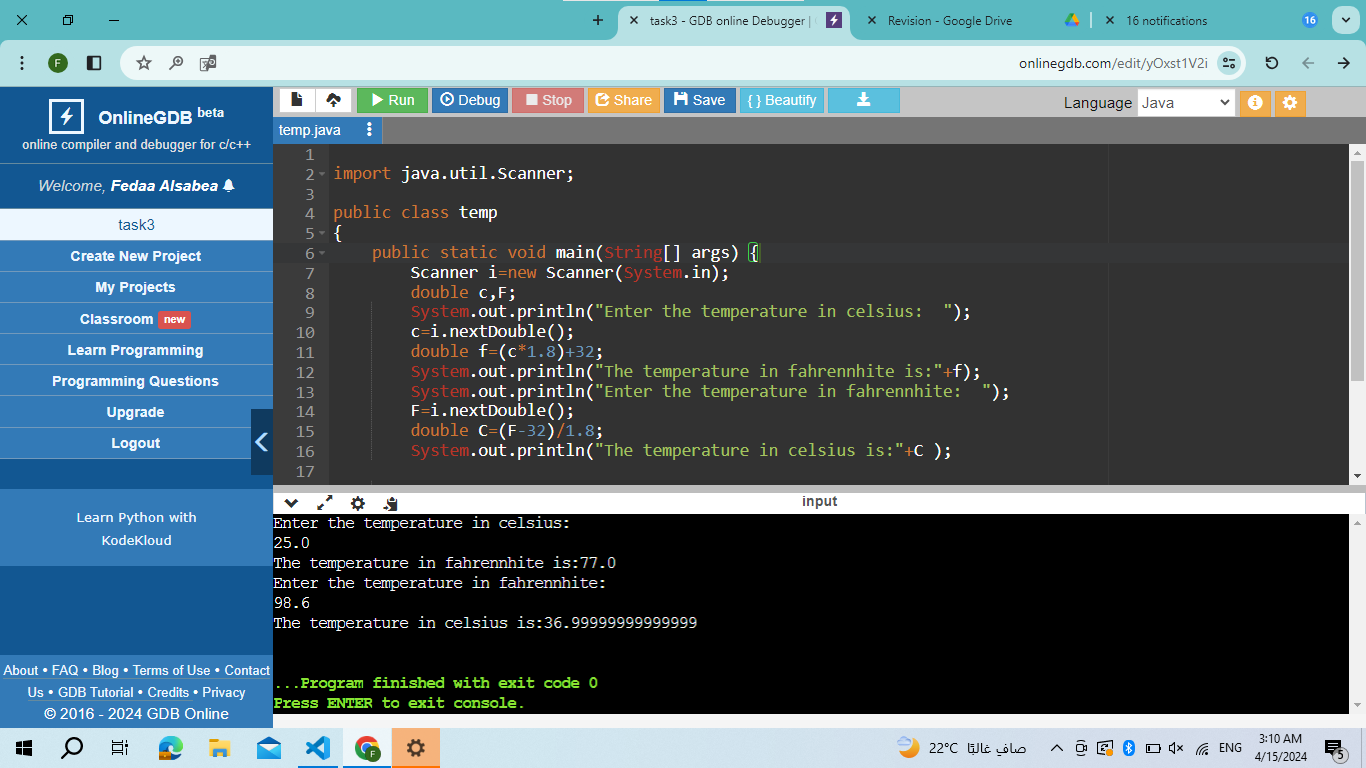 task3 - GDB online Debugger |
Revision - Google Drive
16 notifications
16
F
onlinegdb.com/edit/yOxst1V2i
OnlineGDB beta
online compiler and debugger for c/c++
Welcome, Fedaa Alsabea
task3
Create New Project
My Projects
Classroom new
Learn Programming
Programming Questions
Upgrade
Logout
Learn Python with
KodeKloud
About • FAQ • Blog • Terms of Use • Contact
Us • GDB Tutorial • Credits • Privacy
© 2016 - 2024 GDB Online
Run Debug Stop Share Save { } Beautify
Language Java
temp.java
1
2 import java.util.Scanner;
3
4 public class temp
5 {
6 public static void main(String[] args) {
7 Scanner i=new Scanner(System.in);
8 double c,F;
9 System.out.println("Enter the temperature in celsius:  ");
10 c=i.nextDouble();
11 double f=(c*1.8)+32;
12 System.out.println("The temperature in fahrennhite is:"+f);
13 System.out.println("Enter the temperature in fahrennhite:  ");
14 F=i.nextDouble();
15 double C=(F-32)/1.8;
16 System.out.println("The temperature in celsius is:"+C );
17
input
Enter the temperature in celsius:
25.0
The temperature in fahrennhite is:77.0
Enter the temperature in fahrennhite:
98.6
The temperature in celsius is:36.99999999999999
...Program finished with exit code 0
Press ENTER to exit console.
F
22°C صافٍ غالبًا
ENG
3:10 AM
4/15/2024
5